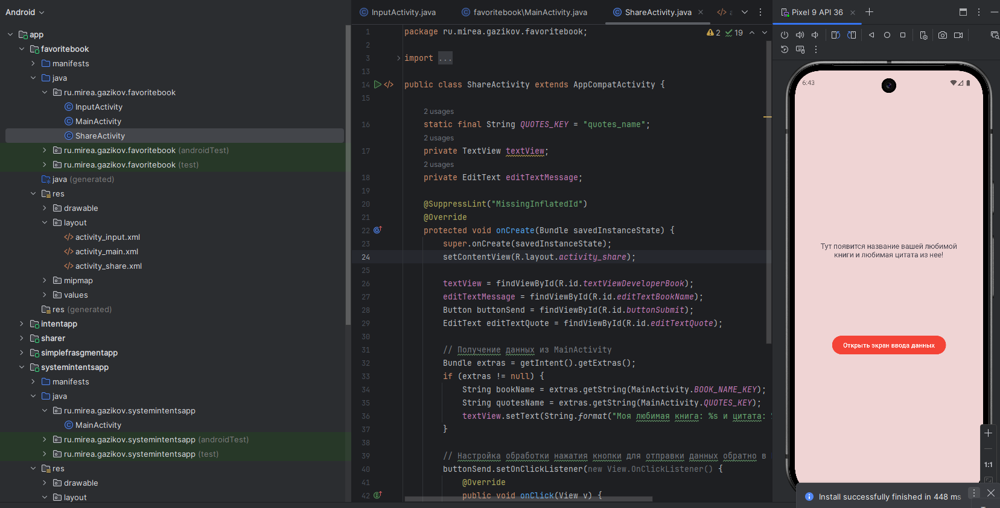 Android
app
favoritebook
manifests
java
ru.mirea.gazikov.favoritebook
InputActivity
MainActivity
ShareActivity
ru.mirea.gazikov.favoritebook (androidTest)
ru.mirea.gazikov.favoritebook (test)
java (generated)
res
drawable
layout
activity_input.xml
activity_main.xml
activity_share.xml
mipmap
values
res (generated)
intentapp
sharer
simplefrasgmentapp
systemintentsapp
manifests
java
ru.mirea.gazikov.systemintentsapp
MainActivity
ru.mirea.gazikov.systemintentsapp (androidTest)
ru.mirea.gazikov.systemintentsapp (test)
res
drawable
layout
InputActivity.java favoritebook\MainActivity.java ShareActivity.java
2 19
1 package ru.mirea.gazikov.favoritebook;
2
3 import ...
13
14 public class ShareActivity extends AppCompatActivity {
15
2 usages
16 static final String QUOTES_KEY = "quotes_name";
2 usages
17 private TextView textView;
2 usages
18 private EditText editTextMessage;
19
20 @SuppressLint("MissingInflatedId")
21 @Override
22 protected void onCreate(Bundle savedInstanceState) {
23 super.onCreate(savedInstanceState);
24 setContentView(R.layout.activity_share);
25
26 textView = findViewById(R.id.textViewDeveloperBook);
27 editTextMessage = findViewById(R.id.editTextBookName);
28 Button buttonSend = findViewById(R.id.buttonSubmit);
29 EditText editTextQuote = findViewById(R.id.editTextQuote);
30
31 // Получение данных из MainActivity
32 Bundle extras = getIntent().getExtras();
33 if (extras != null) {
34 String bookName = extras.getString(MainActivity.BOOK_NAME_KEY);
35 String quotesName = extras.getString(MainActivity.QUOTES_KEY);
36 textView.setText(String.format("Моя любимая книга: %s и цитата:
37 }
38
39 // Настройка обработки нажатия кнопки для отправки данных обратно в
40 buttonSend.setOnClickListener(new View.OnClickListener() {
41 @Override
42 public void onClick(View v) {
Pixel 9 API 36
6:43
Тут появится название вашей любимой
книги и любимая цитата из нее!
Открыть экран ввода данных
1:1
Install successfully finished in 448 ms